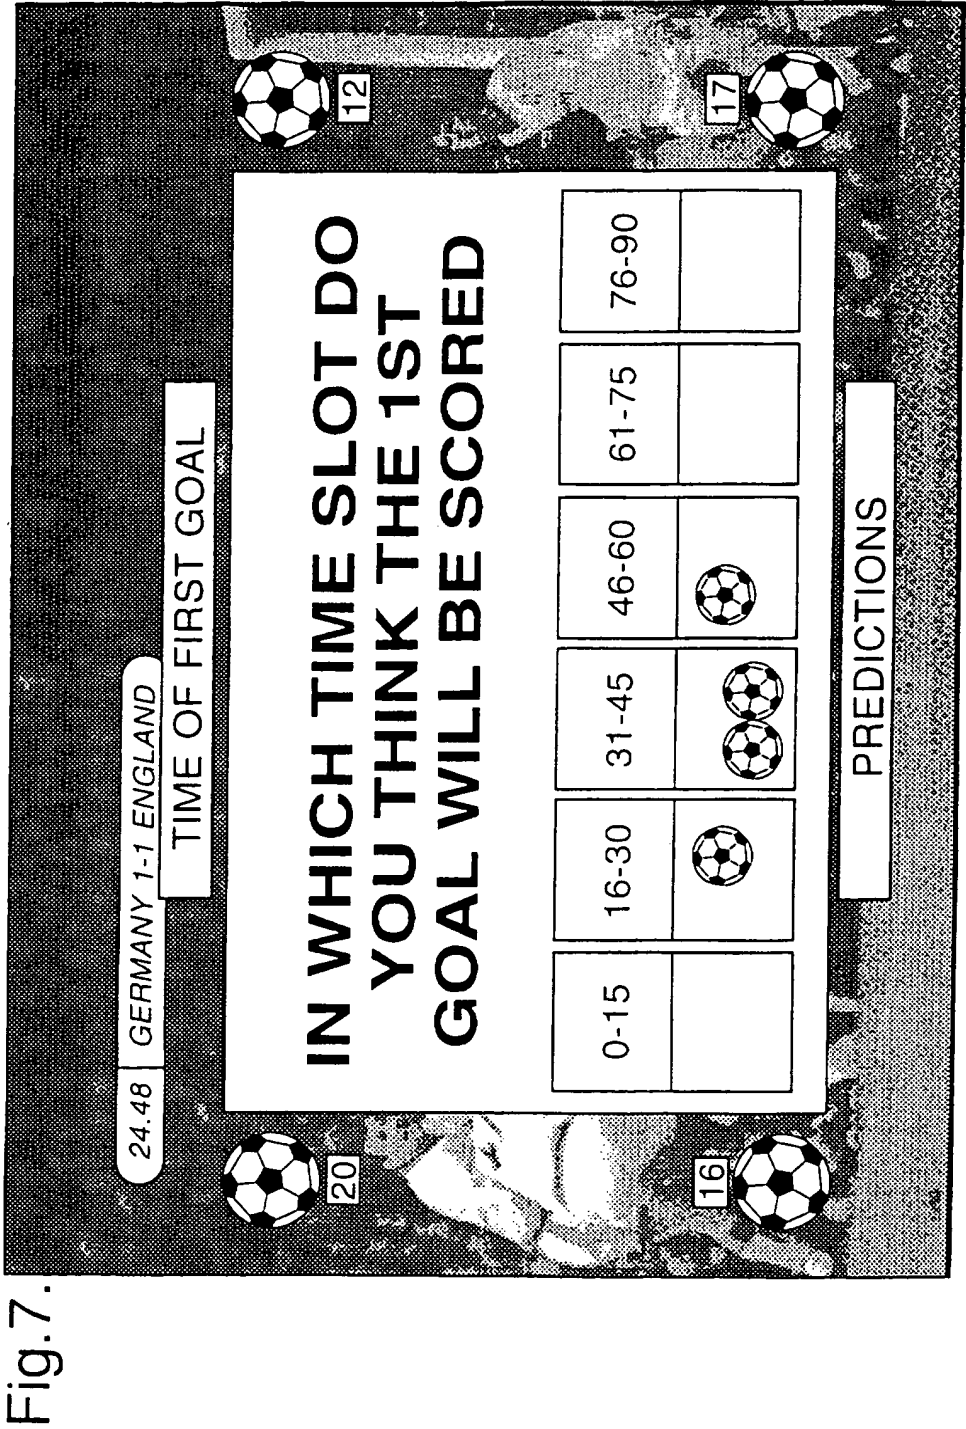 Fig.7.
24.48 GERMANY 1-1 ENGLAND
TIME OF FIRST GOAL
20
12
IN WHICH TIME SLOT DO
YOU THINK THE 1ST
GOAL WILL BE SCORED
0-15 16-30 31-45 46-60 61-75 76-90
16
17
PREDICTIONS